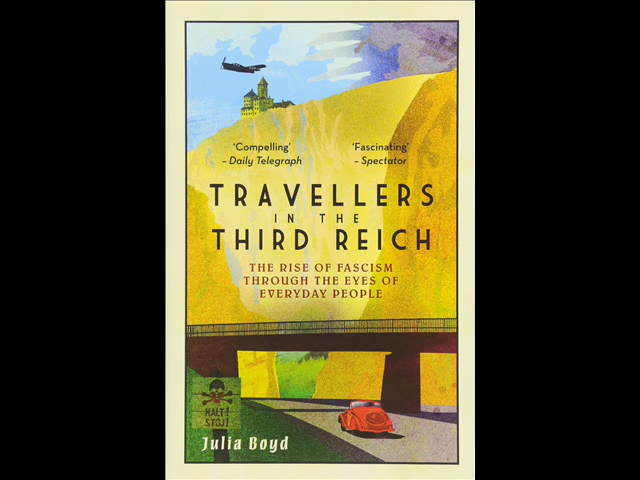 'Compelling'
– Daily Telegraph
'Fascinating'
– Spectator
TRAVELLERS
IN THE
THIRD REICH
THE RISE OF FASCISM
THROUGH THE EYES OF
EVERYDAY PEOPLE
HALT!
STOJ!
Julia Boyd